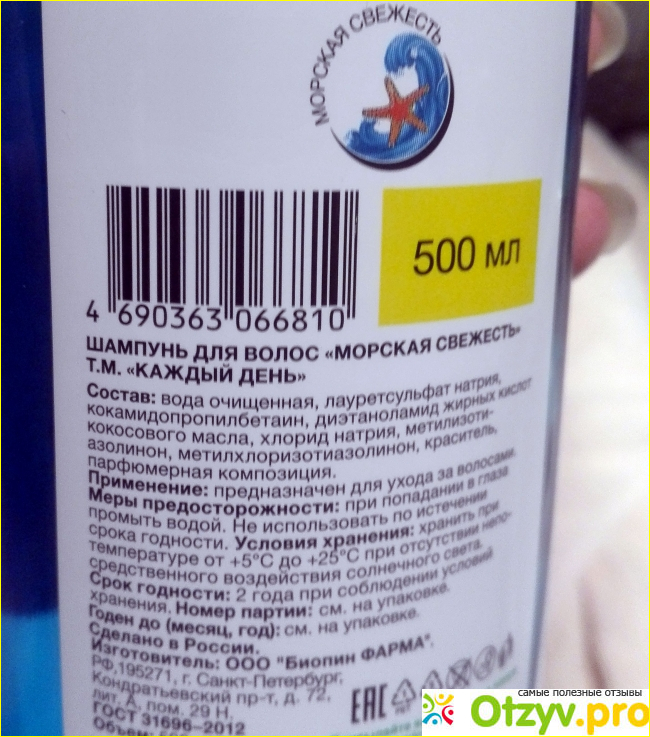 МОРСКАЯ СВЕЖЕСТЬ
500 мл
4 690363 066810
ШАМПУНЬ ДЛЯ ВОЛОС «МОРСКАЯ СВЕЖЕСТЬ»
Т.М. «КАЖДЫЙ ДЕНЬ»
Состав: вода очищенная, лауретсульфат натрия,
кокамидопропилбетаин, диэтаноламид жирных кислот
кокосового масла, хлорид натрия, метилизоти-
азолинон, метилхлоризотиазолинон, краситель,
парфюмерная композиция.
Применение: предназначен для ухода за волосами.
Меры предосторожности: при попадании в глаза
промыть водой. Не использовать по истечении
срока годности. Условия хранения: хранить при
температуре от +5°С до +25°С при отсутствии непо-
средственного воздействия солнечного света.
Срок годности: 2 года при соблюдении условий
хранения. Номер партии: см. на упаковке.
Годен до (месяц, год): см. на упаковке.
Сделано в России.
Изготовитель: ООО "Биопин ФАРМА".
РФ,195271, г. Санкт-Петербург,
Кондратьевский пр-т, д. 72,
лит А, пом. 29 Н.
ГОСТ 31696-2012
Объем:
EAC
самые полезные отзывы
Otzyv.pro